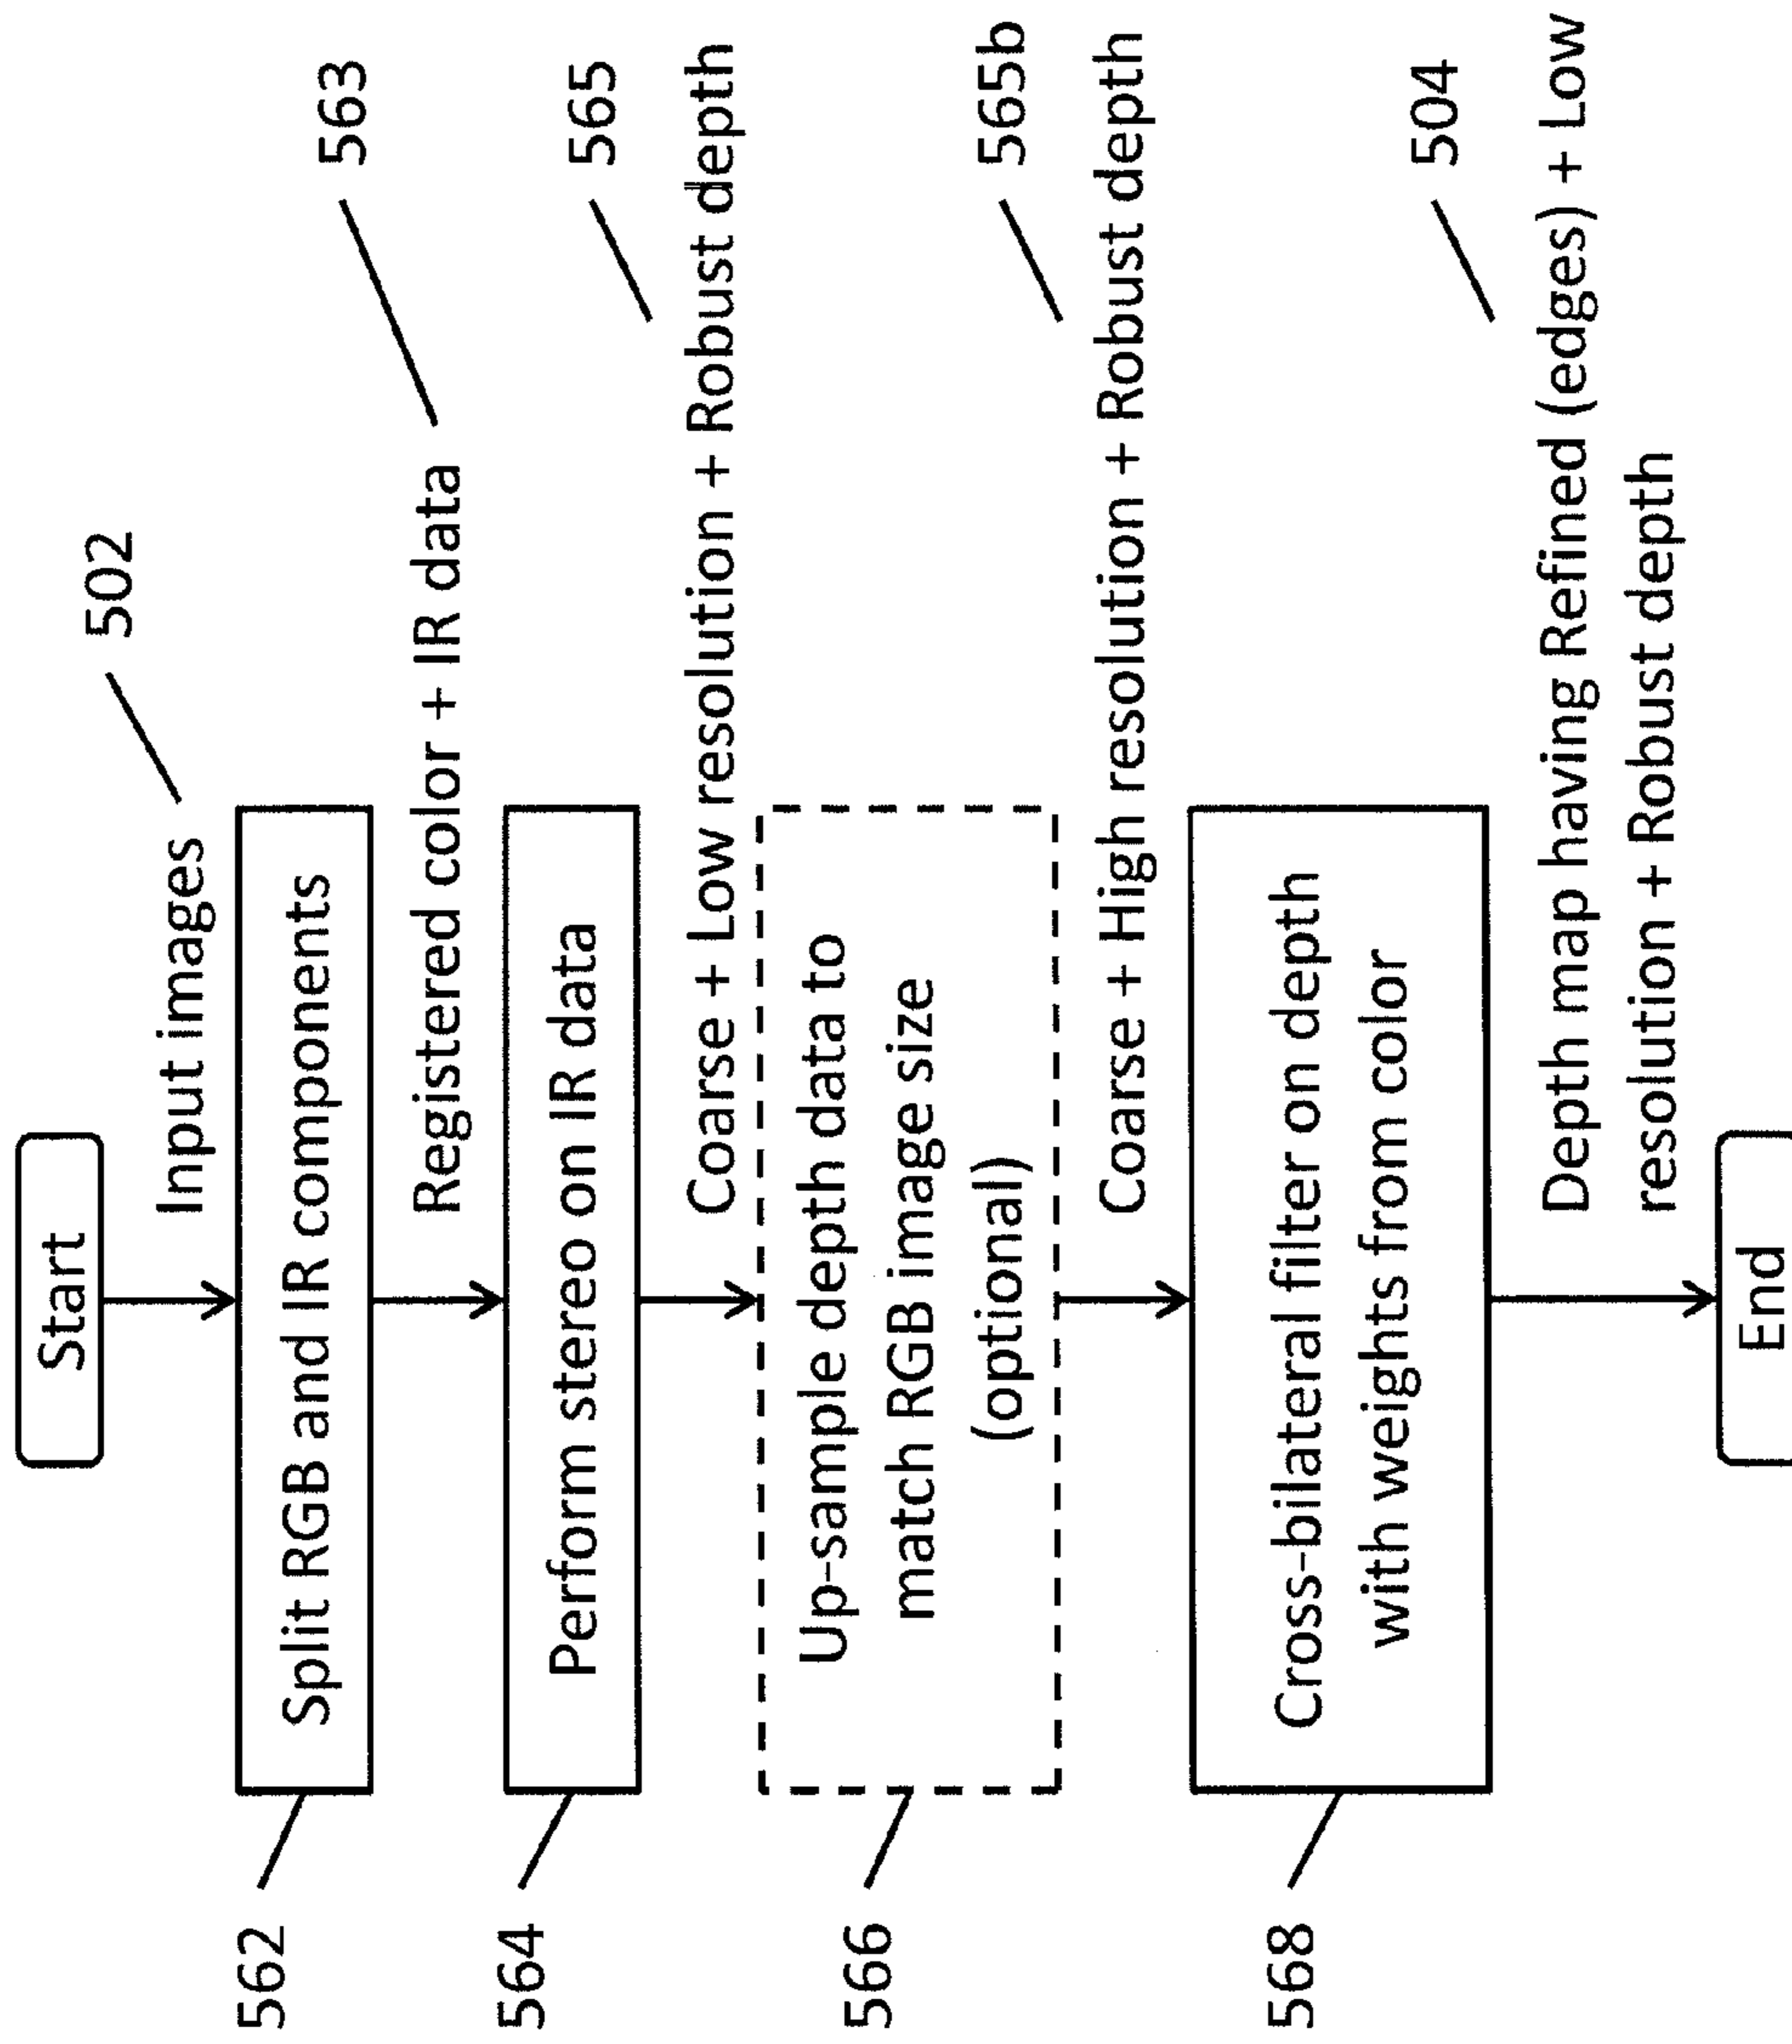 Start
Input images
502
562
Split RGB and IR components
Registered color + IR data
563
564
Perform stereo on IR data
Coarse + Low resolution + Robust depth
565
566
Up-sample depth data to
match RGB image size
(optional)
Coarse + High resolution + Robust depth
565b
568
Cross-bilateral filter on depth
with weights from color
Depth map having Refined (edges) + Low
resolution + Robust depth
504
End